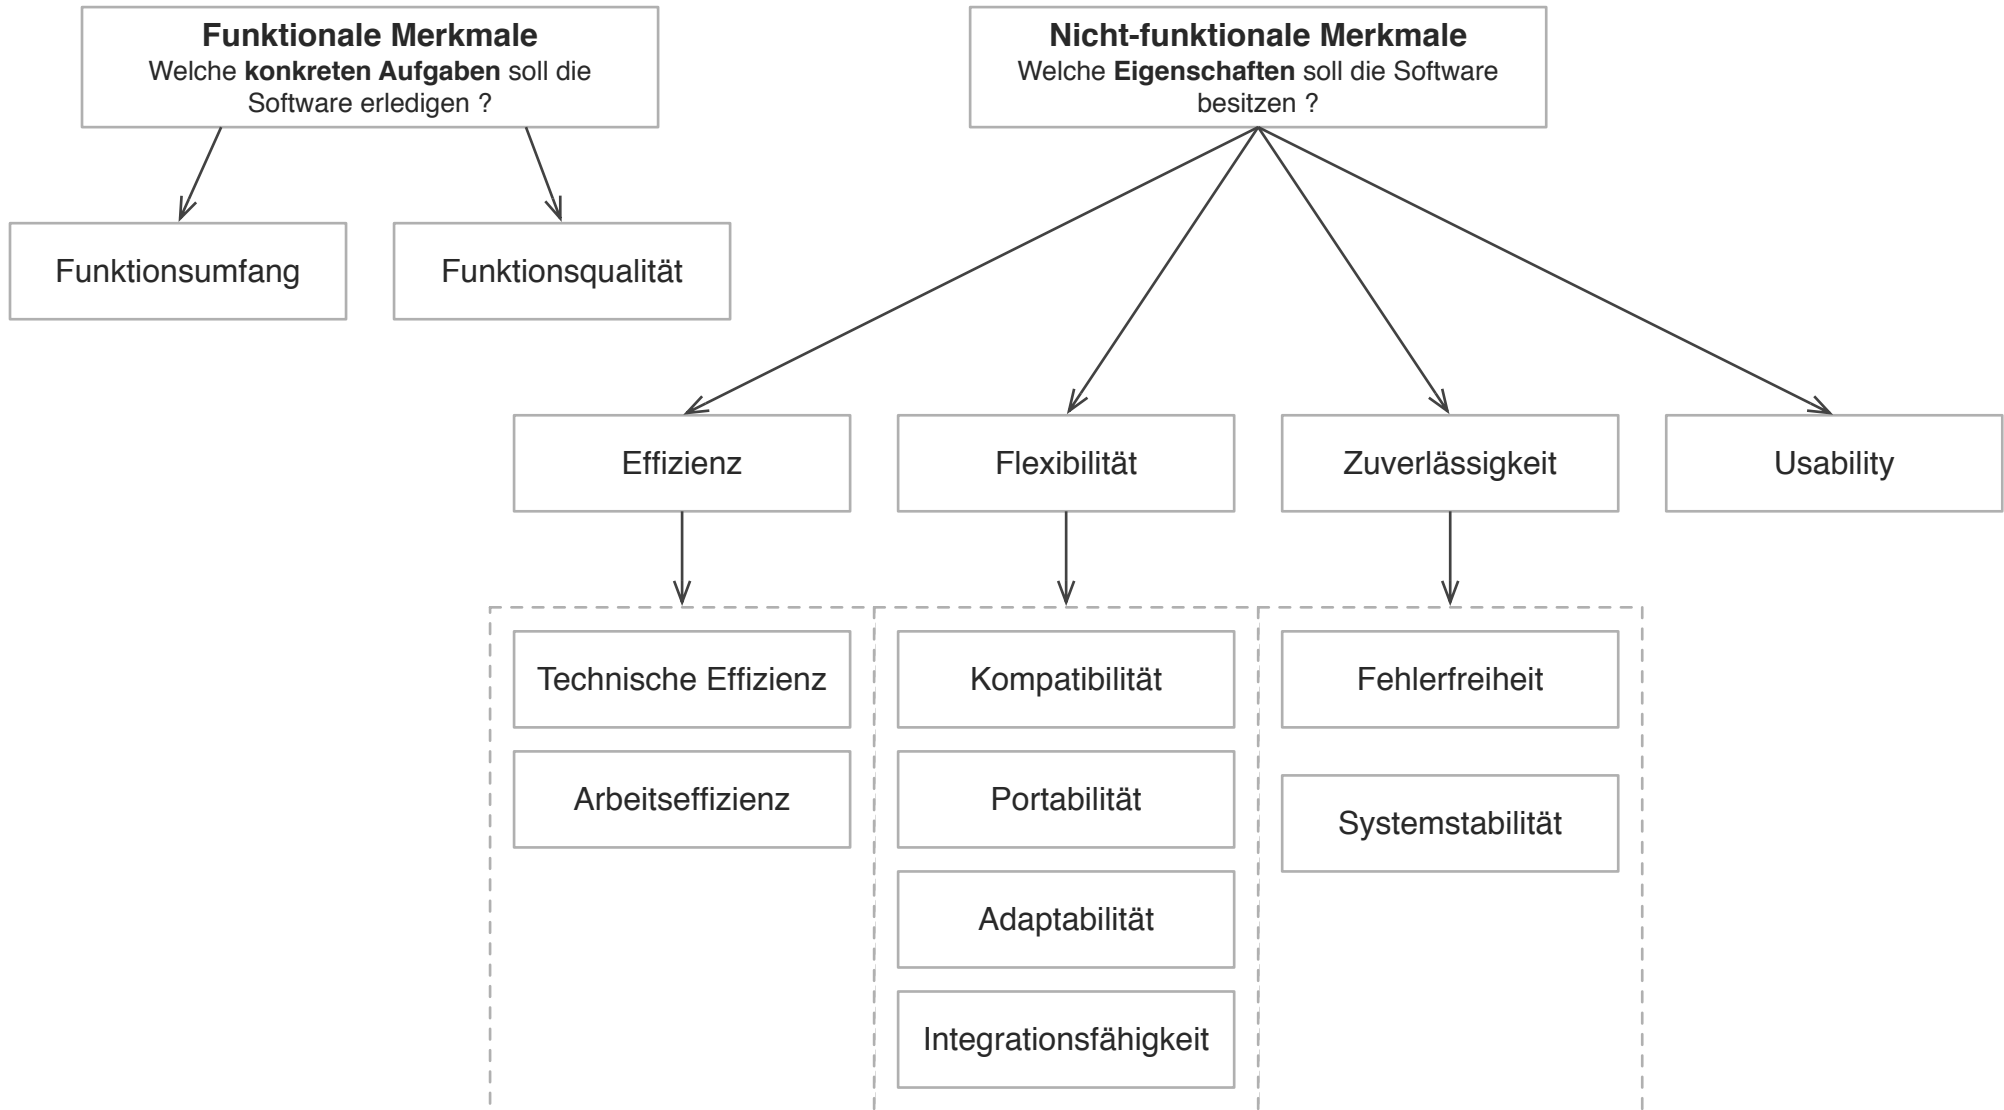 Funktionale Merkmale
Welche konkreten Aufgaben soll die
Software erledigen ?
Nicht-funktionale Merkmale
Welche Eigenschaften soll die Software
besitzen ?
Funktionsumfang
Funktionsqualität
Effizienz
Flexibilität
Zuverlässigkeit
Usability
Technische Effizienz
Kompatibilität
Fehlerfreiheit
Arbeitseffizienz
Portabilität
Systemstabilität
Adaptabilität
Integrationsfähigkeit